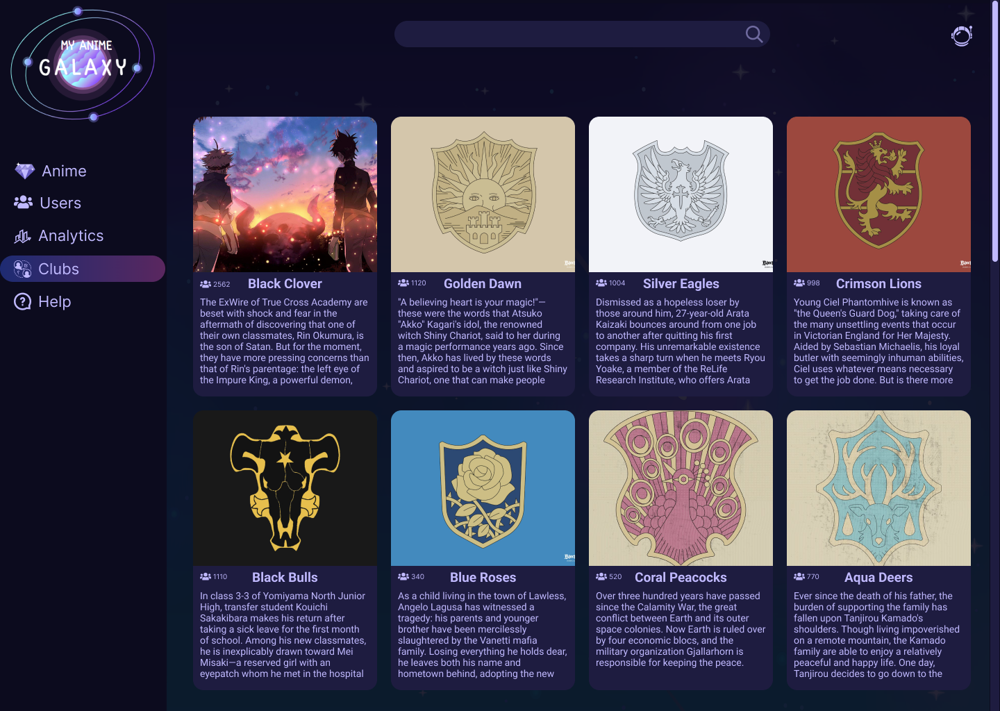 MY ANIME
GALAXY
Anime
Users
Analytics
Clubs
Help
2562 Black Clover
The ExWire of True Cross Academy are
beset with shock and fear in the
aftermath of discovering that one of
their own classmates, Rin Okumura, is
the son of Satan. But for the moment,
they have more pressing concerns than
that of Rin's parentage: the left eye of
the Impure King, a powerful demon,
1120 Golden Dawn
"A believing heart is your magic!"—
these were the words that Atsuko
"Akko" Kagari's idol, the renowned
witch Shiny Chariot, said to her during
a magic performance years ago. Since
then, Akko has lived by these words
and aspired to be a witch just like Shiny
Chariot, one that can make people
1004 Silver Eagles
Dismissed as a hopeless loser by
those around him, 27-year-old Arata
Kaizaki bounces around from one job
to another after quitting his first
company. His unremarkable existence
takes a sharp turn when he meets Ryou
Yoake, a member of the ReLife
Research Institute, who offers Arata
998 Crimson Lions
Young Ciel Phantomhive is known as
"the Queen's Guard Dog," taking care of
the many unsettling events that occur
in Victorian England for Her Majesty.
Aided by Sebastian Michaelis, his loyal
butler with seemingly inhuman abilities,
Ciel uses whatever means necessary
to get the job done. But is there more
1110 Black Bulls
In class 3-3 of Yomiyama North Junior
High, transfer student Kouichi
Sakakibara makes his return after
taking a sick leave for the first month
of school. Among his new classmates,
he is inexplicably drawn toward Mei
Misaki—a reserved girl with an
eyepatch whom he met in the hospital
340 Blue Roses
As a child living in the town of Lawless,
Angelo Lagusa has witnessed a
tragedy: his parents and younger
brother have been mercilessly
slaughtered by the Vanetti mafia
family. Losing everything he holds dear,
he leaves both his name and
hometown behind, adopting the new
520 Coral Peacocks
Over three hundred years have passed
since the Calamity War, the great
conflict between Earth and its outer
space colonies. Now Earth is ruled over
by four economic blocs, and the
military organization Gjallarhorn is
responsible for keeping the peace.
770 Aqua Deers
Ever since the death of his father, the
burden of supporting the family has
fallen upon Tanjirou Kamado's
shoulders. Though living impoverished
on a remote mountain, the Kamado
family are able to enjoy a relatively
peaceful and happy life. One day,
Tanjirou decides to go down to the